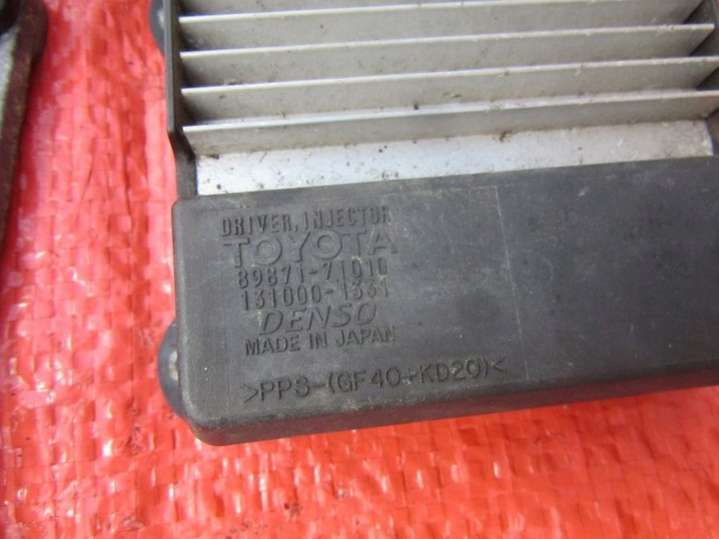 DRIVER, INJECTOR
TOYOTA
89871-71010
131000-1331
DENSO
MADE IN JAPAN
>PPS-(GF40+KD20)<